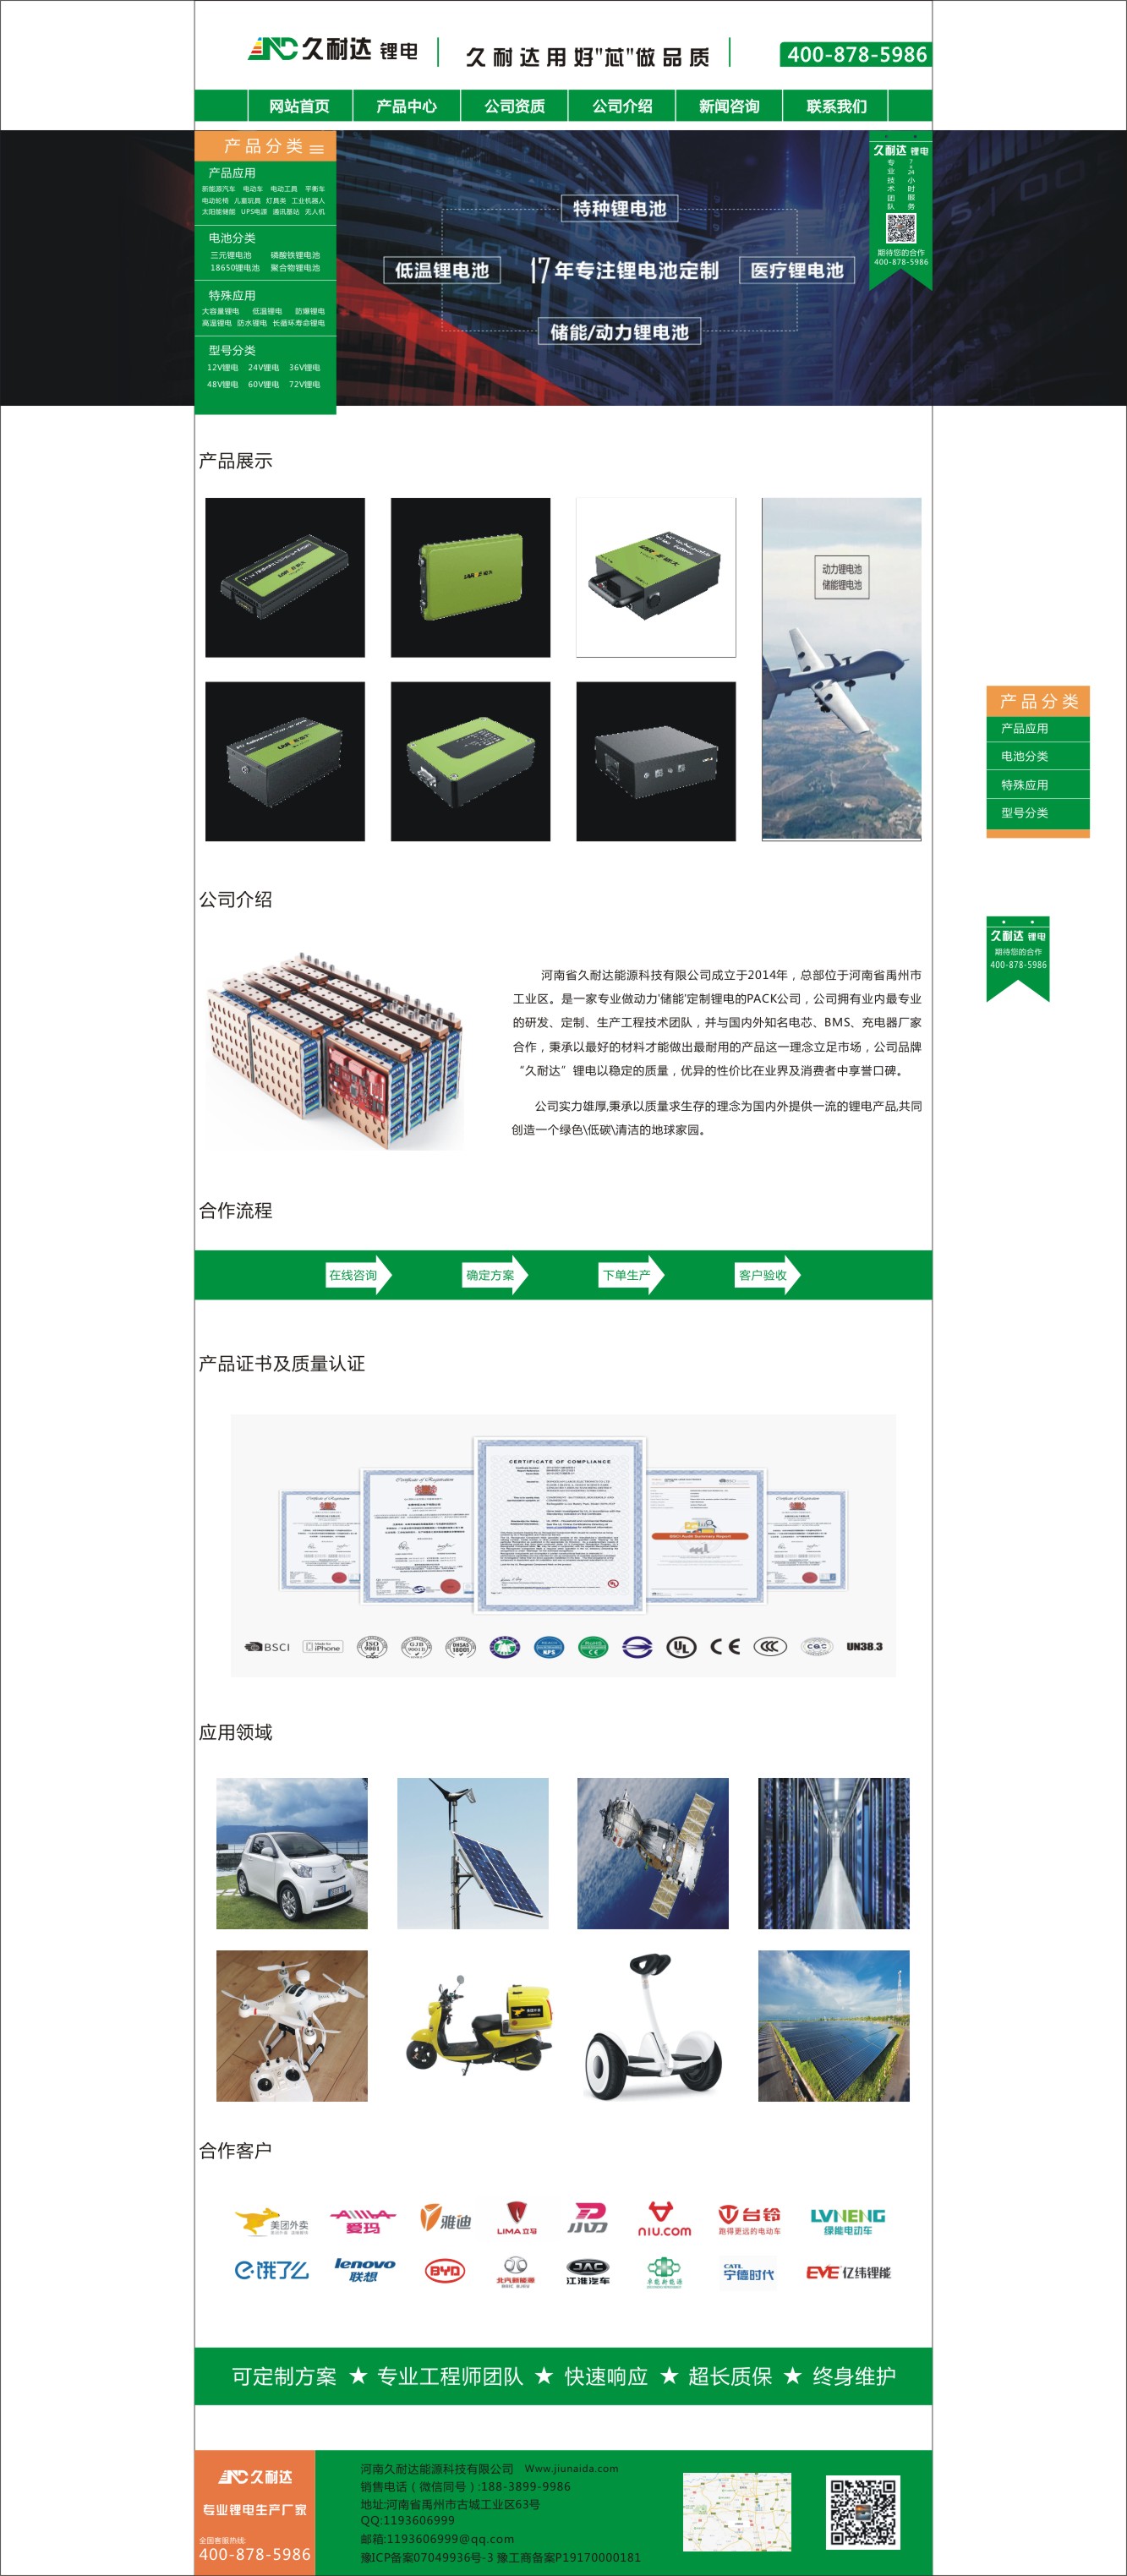 久耐达 锂电
久耐达用好"芯"做品质
400-878-5986
网站首页 产品中心 公司资质 公司介绍 新闻咨询 联系我们
产品分类
产品应用
新能源汽车 电动车 电动工具 平衡车
电动轮椅 儿童玩具 灯具类 工业机器人
太阳能储能 UPS电源 通讯基站 无人机
电池分类
三元锂电池 磷酸铁锂电池
18650锂电池 聚合物锂电池
特殊应用
大容量锂电 低温锂电 防爆锂电
高温锂电 防水锂电 长循环寿命锂电
型号分类
12V锂电 24V锂电 36V锂电
48V锂电 60V锂电 72V锂电
特种锂电池
低温锂电池 17年专注锂电池定制 医疗锂电池
储能/动力锂电池
久耐达 锂电
专业技术团队
7×24小时服务
期待您的合作
400-878-5986
产品展示
动力锂电池
储能锂电池
产品分类
产品应用
电池分类
特殊应用
型号分类
公司介绍
久耐达 锂电
期待您的合作
400-878-5986
河南省久耐达能源科技有限公司成立于2014年，总部位于河南省禹州市
工业区。是一家专业做动力'储能'定制锂电的PACK公司，公司拥有业内最专业
的研发、定制、生产工程技术团队，并与国内外知名电芯、BMS、充电器厂家
合作，秉承以最好的材料才能做出最耐用的产品这一理念立足市场，公司品牌
“久耐达”锂电以稳定的质量，优异的性价比在业界及消费者中享誉口碑。
公司实力雄厚,秉承以质量求生存的理念为国内外提供一流的锂电产品,共同
创造一个绿色\低碳\清洁的地球家园。
合作流程
在线咨询 确定方案 下单生产 客户验收
产品证书及质量认证
CERTIFICATE OF COMPLIANCE
Certificate of Registration
BSCI Audit Summary Report
BSCI Made for iPhone ISO 9001 GJB 9001B OHSAS 18001 KPS RoHS UL CE CCC CQC UN38.3
应用领域
美团外卖
合作客户
美团外卖 AIMA 爱玛 雅迪 LIMA立马 小刀 niu.com 台铃 跑得更远的电动车 LVNENG 绿能电动车
饿了么 lenovo 联想 BYD 北汽新能源 JAC 江淮汽车 卓能新能源 CATL 宁德时代 EVE 亿纬锂能
可定制方案 ★ 专业工程师团队 ★ 快速响应 ★ 超长质保 ★ 终身维护
久耐达
专业锂电生产厂家
全国客服热线:
400-878-5986
河南久耐达能源科技有限公司 Www.jiunaida.com
销售电话（微信同号）:188-3899-9986
地址:河南省禹州市古城工业区63号
QQ:1193606999
邮箱:1193606999@qq.com
豫ICP备案07049936号-3 豫工商备案P19170000181